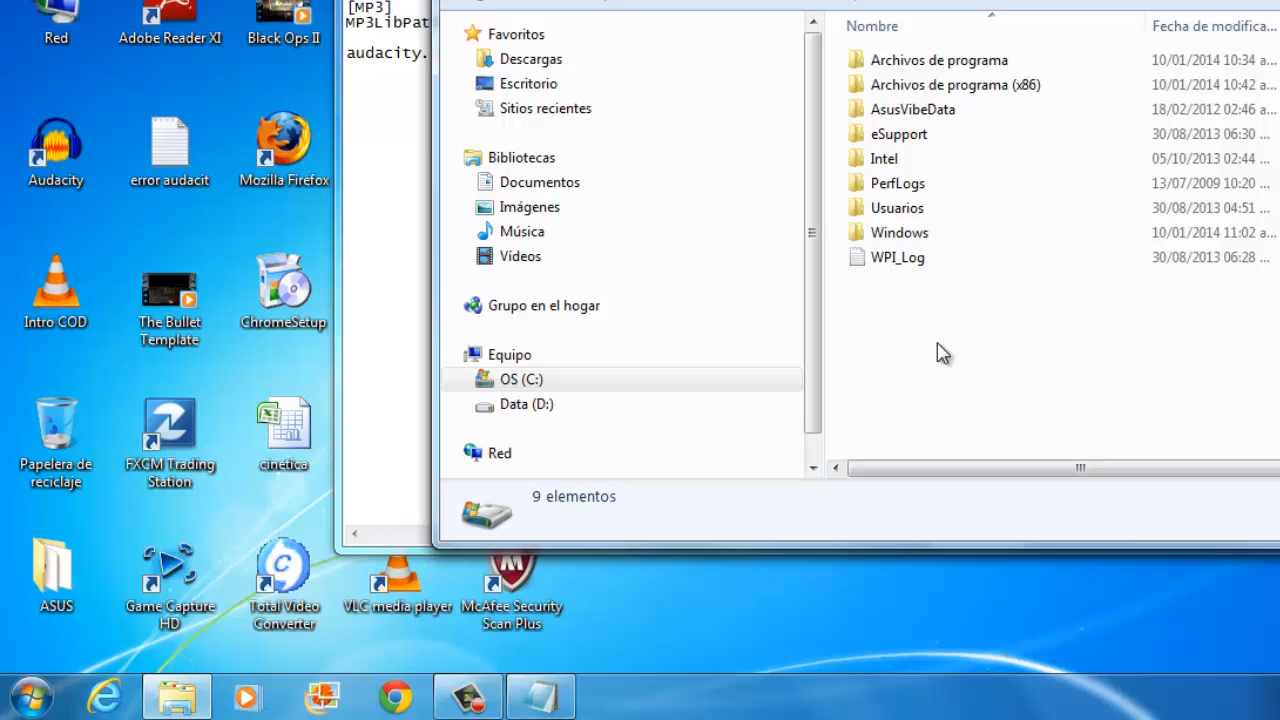 Red
Adobe Reader XI
Black Ops II
Audacity
error audacit
Mozilla Firefox
Intro COD
The Bullet
Template
ChromeSetup
Papelera de
reciclaje
FXCM Trading
Station
cinetica
ASUS
Game Capture
HD
Total Video
Converter
VLC media player
McAfee Security
Scan Plus
[MP3]
MP3LibPat
audacity.
Favoritos
Descargas
Escritorio
Sitios recientes
Bibliotecas
Documentos
Imágenes
Música
Vídeos
Grupo en el hogar
Equipo
OS (C:)
Data (D:)
Red
Nombre Fecha de modifica...
Archivos de programa 10/01/2014 10:34 a...
Archivos de programa (x86) 10/01/2014 10:42 a...
AsusVibeData 18/02/2012 02:46 a...
eSupport 30/08/2013 06:30 ...
Intel 05/10/2013 02:44 ...
PerfLogs 13/07/2009 10:20 ...
Usuarios 30/08/2013 04:51 ...
Windows 10/01/2014 11:02 a...
WPI_Log 30/08/2013 06:28 ...
9 elementos